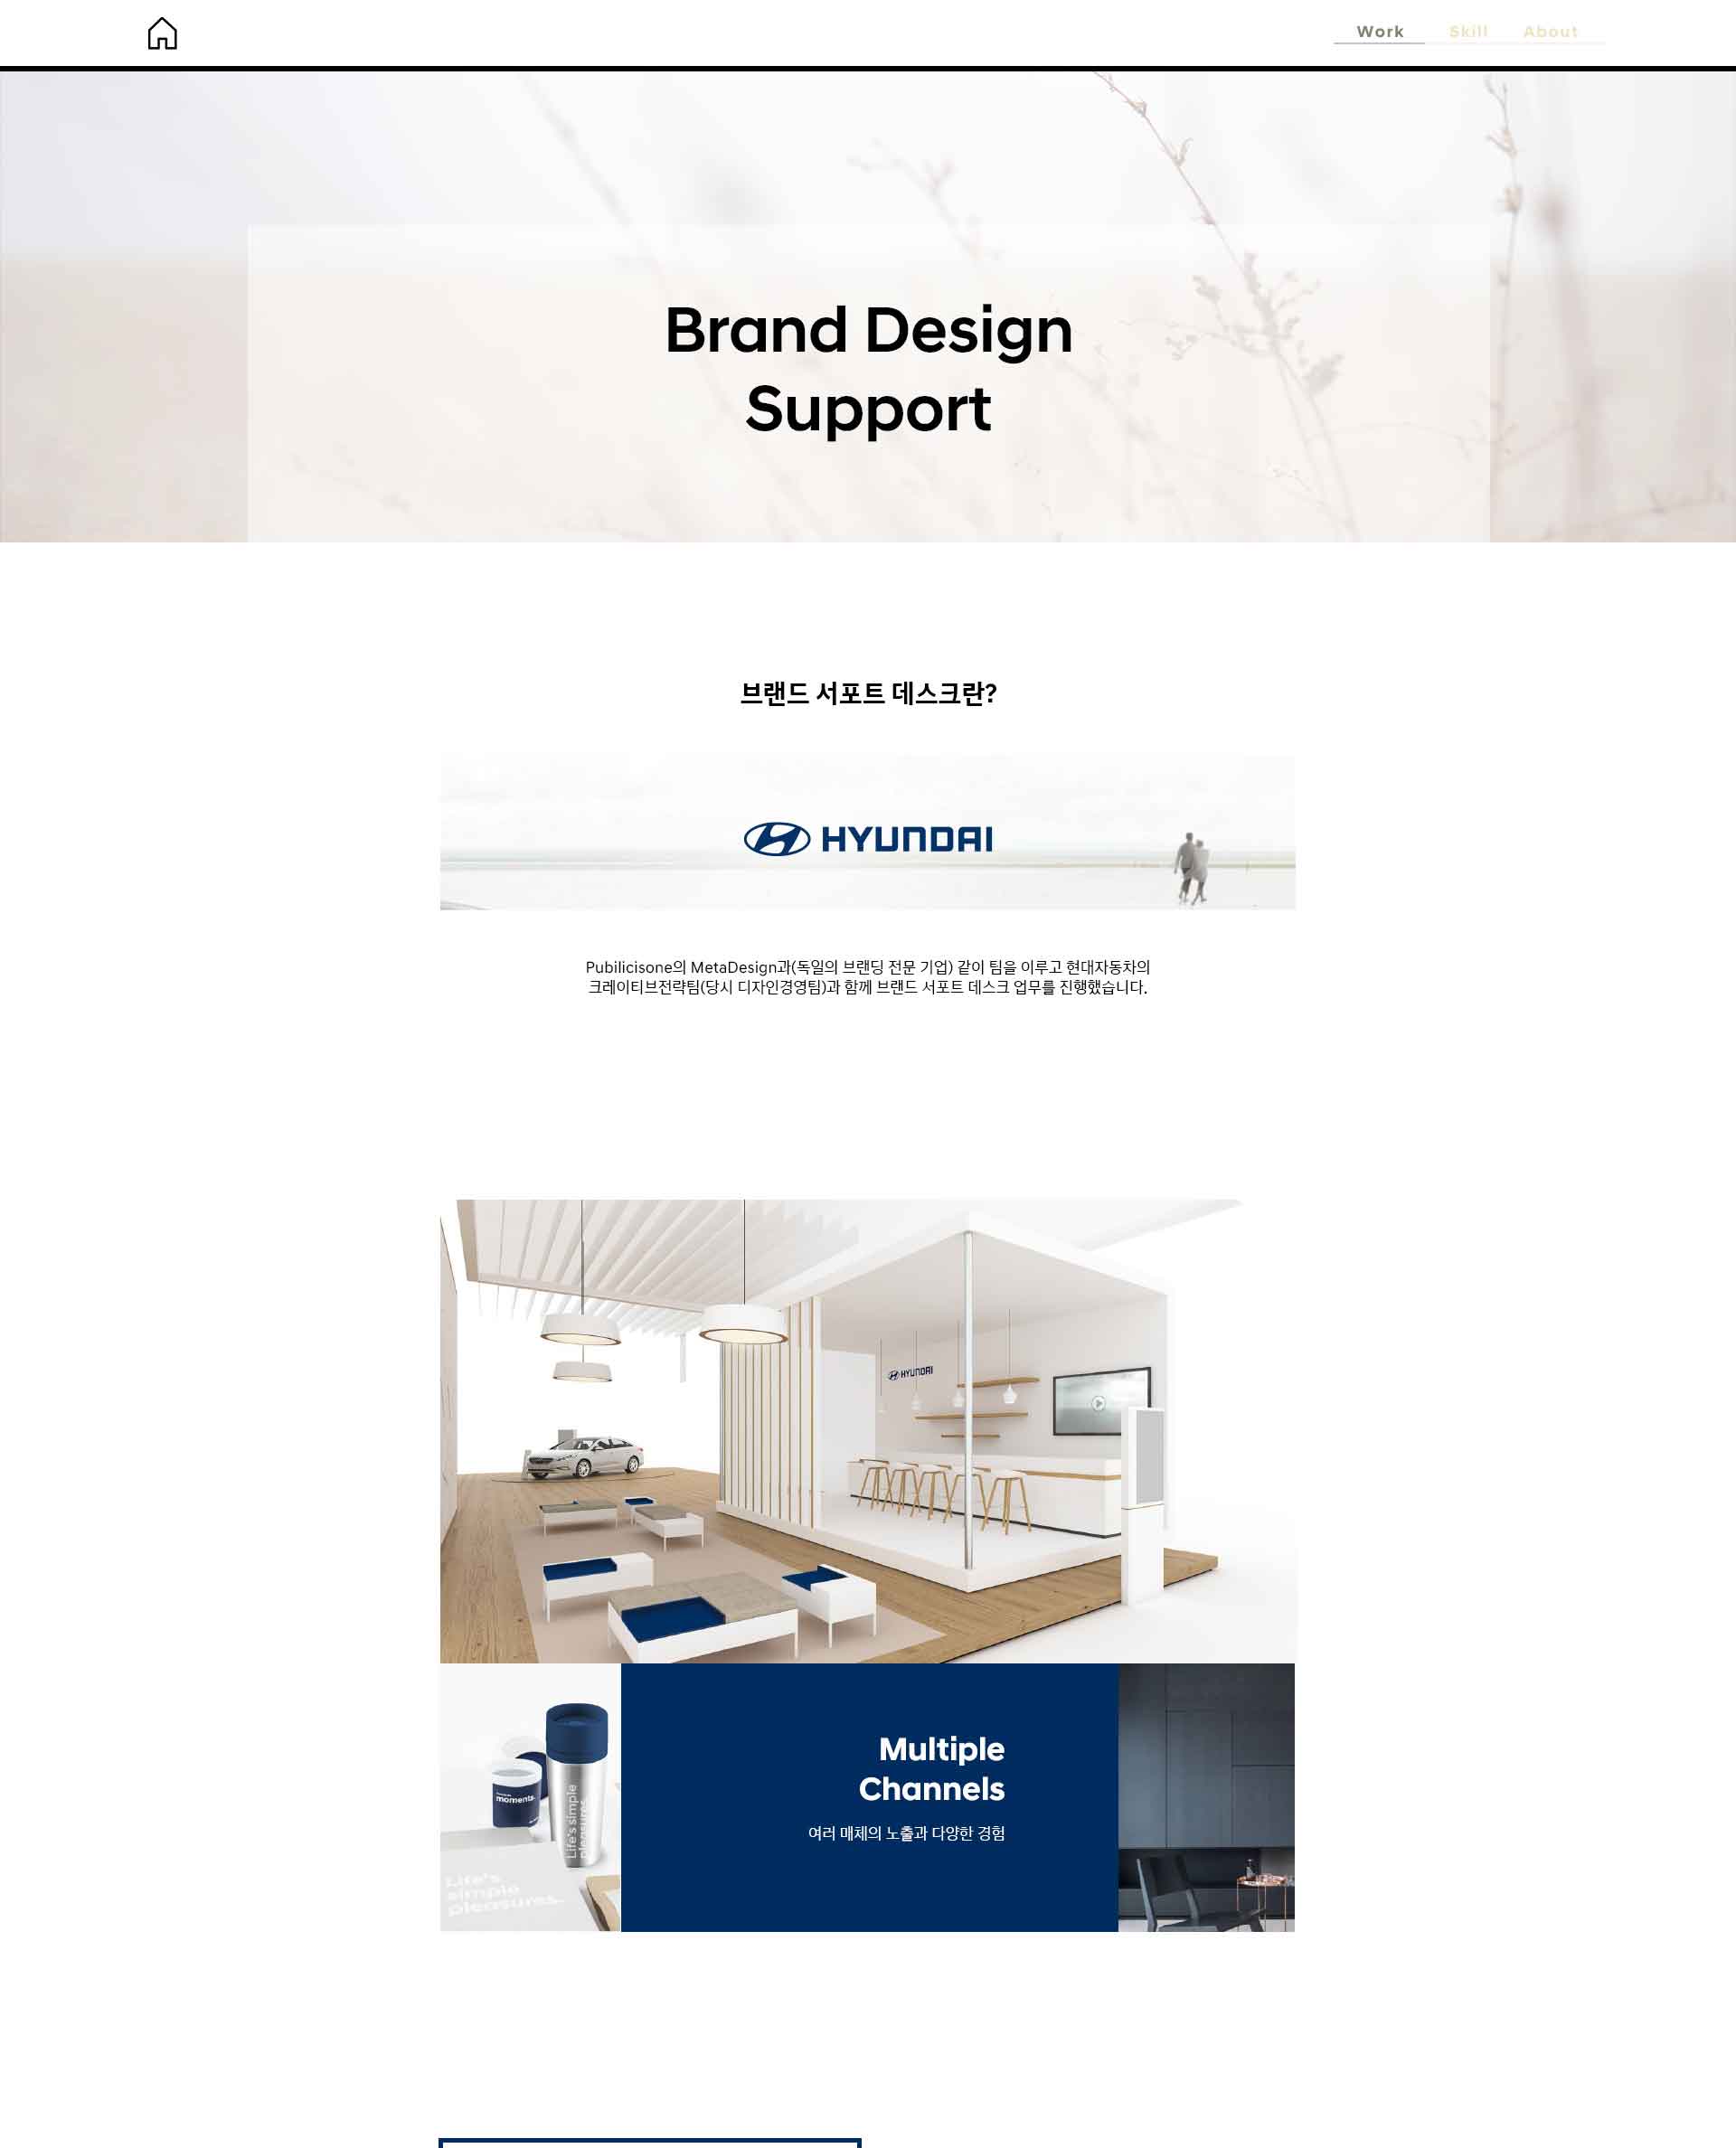 Work Skill About
Brand Design
Support
브랜드 서포트 데스크란?
HYUNDAI
Pubilicisone의 MetaDesign과(독일의 브랜딩 전문 기업) 같이 팀을 이루고 현대자동차의
크레이티브전략팀(당시 디자인경영팀)과 함께 브랜드 서포트 데스크 업무를 진행했습니다.
HYUNDAI
moments.
Life's simple
pleasures.
Life's
simple
pleasures.
Multiple
Channels
여러 매체의 노출과 다양한 경험